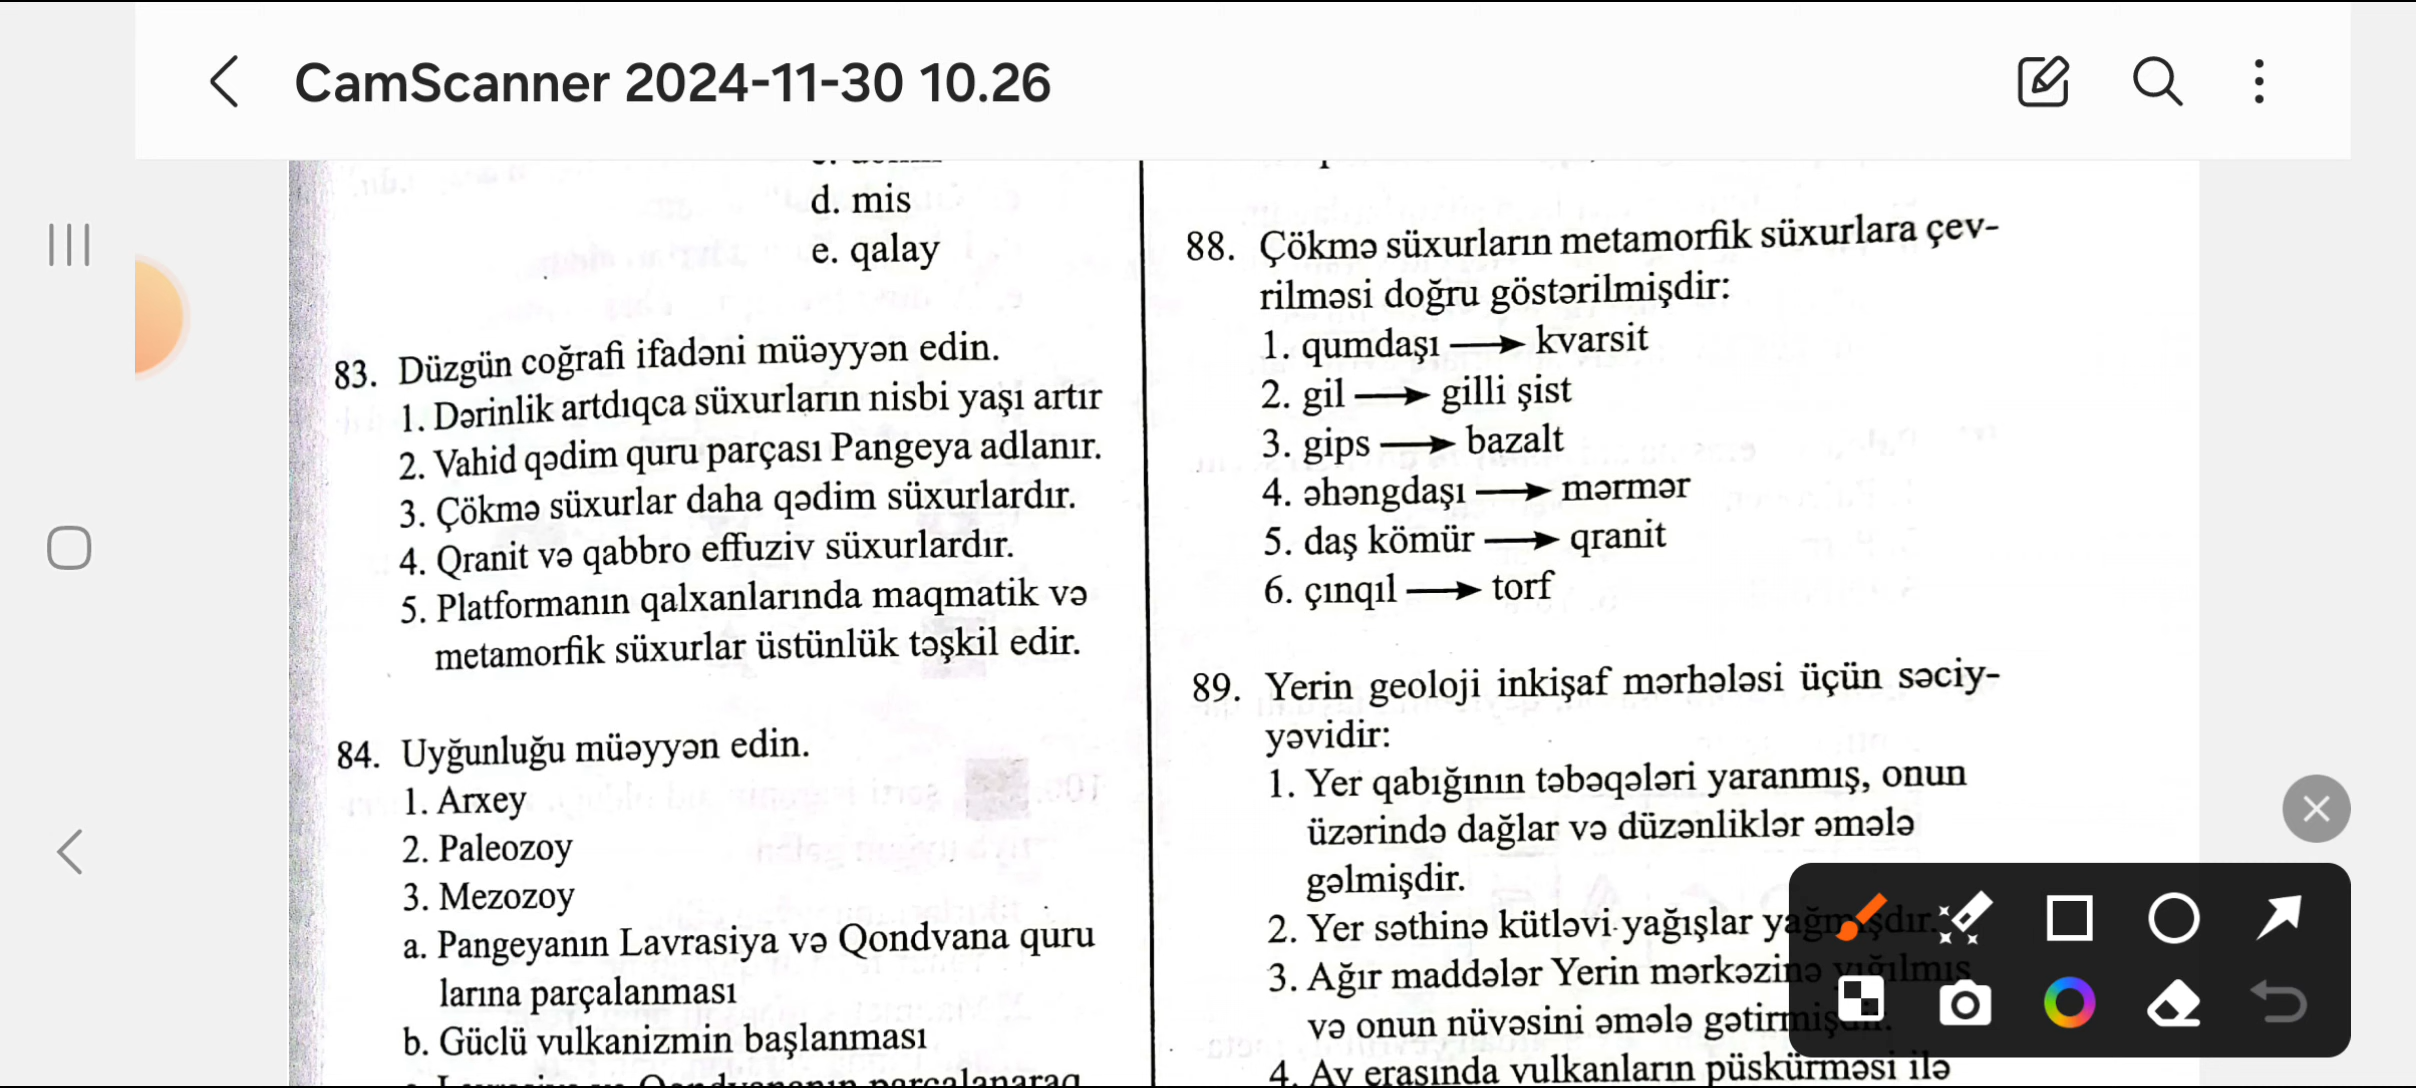 CamScanner 2024-11-30 10.26
d. mis
e. qalay
83. Düzgün coğrafi ifadəni müəyyən edin.
1. Dərinlik artdıqca süxurların nisbi yaşı artır
2. Vahid qədim quru parçası Pangeya adlanır.
3. Çökmə süxurlar daha qədim süxurlardır.
4. Qranit və qabbro effuziv süxurlardır.
5. Platformanın qalxanlarında maqmatik və
metamorfik süxurlar üstünlük təşkil edir.
84. Uyğunluğu müəyyən edin.
1. Arxey
2. Paleozoy
3. Mezozoy
a. Pangeyanın Lavrasiya və Qondvana quru
larına parçalanması
b. Güclü vulkanizmin başlanması
88. Çökmə süxurların metamorfik süxurlara çev-
rilməsi doğru göstərilmişdir:
1. qumdaşı → kvarsit
2. gil → gilli şist
3. gips → bazalt
4. əhəngdaşı → mərmər
5. daş kömür → qranit
6. çınqıl → torf
89. Yerin geoloji inkişaf mərhələsi üçün səciy-
yəvidir:
1. Yer qabığının təbəqələri yaranmış, onun
üzərində dağlar və düzənliklər əmələ
gəlmişdir.
2. Yer səthinə kütləvi yağışlar yağmışdır.
3. Ağır maddələr Yerin mərkəzinə yığılmış
və onun nüvəsini əmələ gətirmişdir.
4. Ay erasında vulkanların püskürməsi ilə